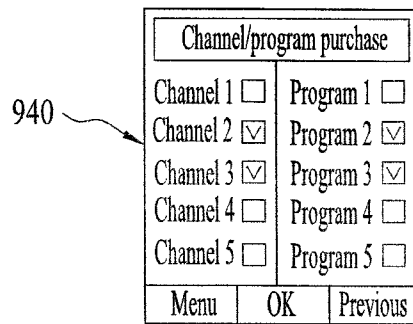 Channel/program purchase
940
Channel 1 Program 1
Channel 2 Program 2
Channel 3 Program 3
Channel 4 Program 4
Channel 5 Program 5
Menu OK Previous